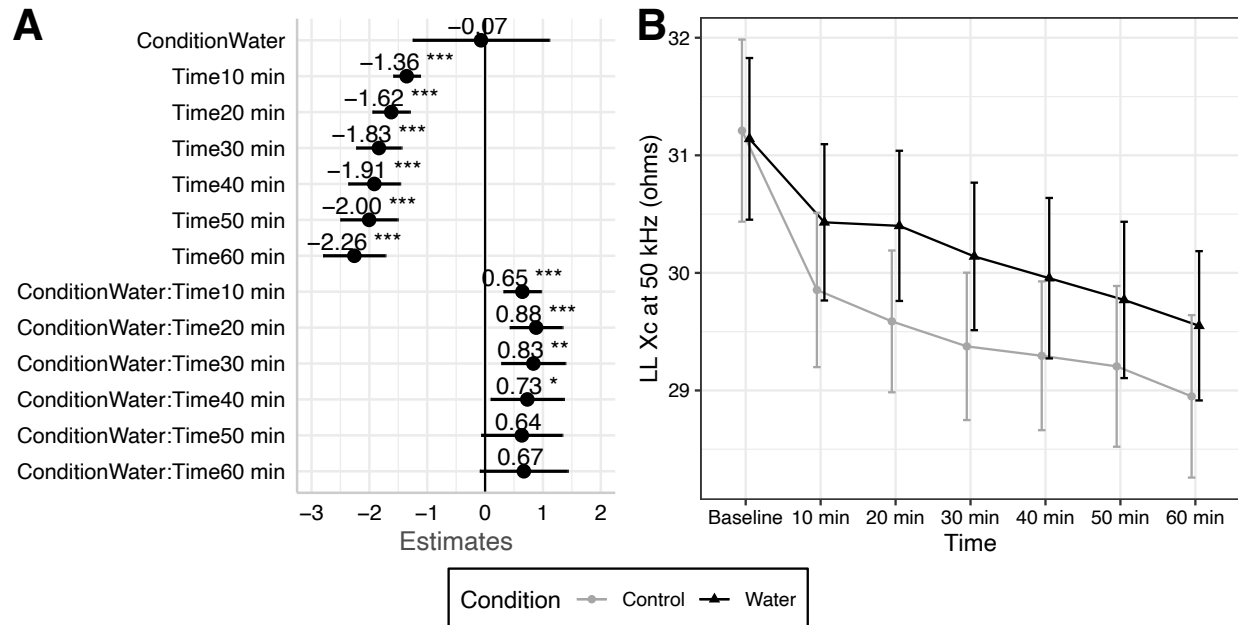 A
ConditionWater −0.07
Time10 min −1.36 ***
Time20 min −1.62 ***
Time30 min −1.83 ***
Time40 min −1.91 ***
Time50 min −2.00 ***
Time60 min −2.26 ***
ConditionWater:Time10 min 0.65 ***
ConditionWater:Time20 min 0.88 ***
ConditionWater:Time30 min 0.83 **
ConditionWater:Time40 min 0.73 *
ConditionWater:Time50 min 0.64
ConditionWater:Time60 min 0.67
−3 −2 −1 0 1 2
Estimates
B
LL Xc at 50 kHz (ohms)
32
31
30
29
Baseline 10 min 20 min 30 min 40 min 50 min 60 min
Time
Condition Control Water